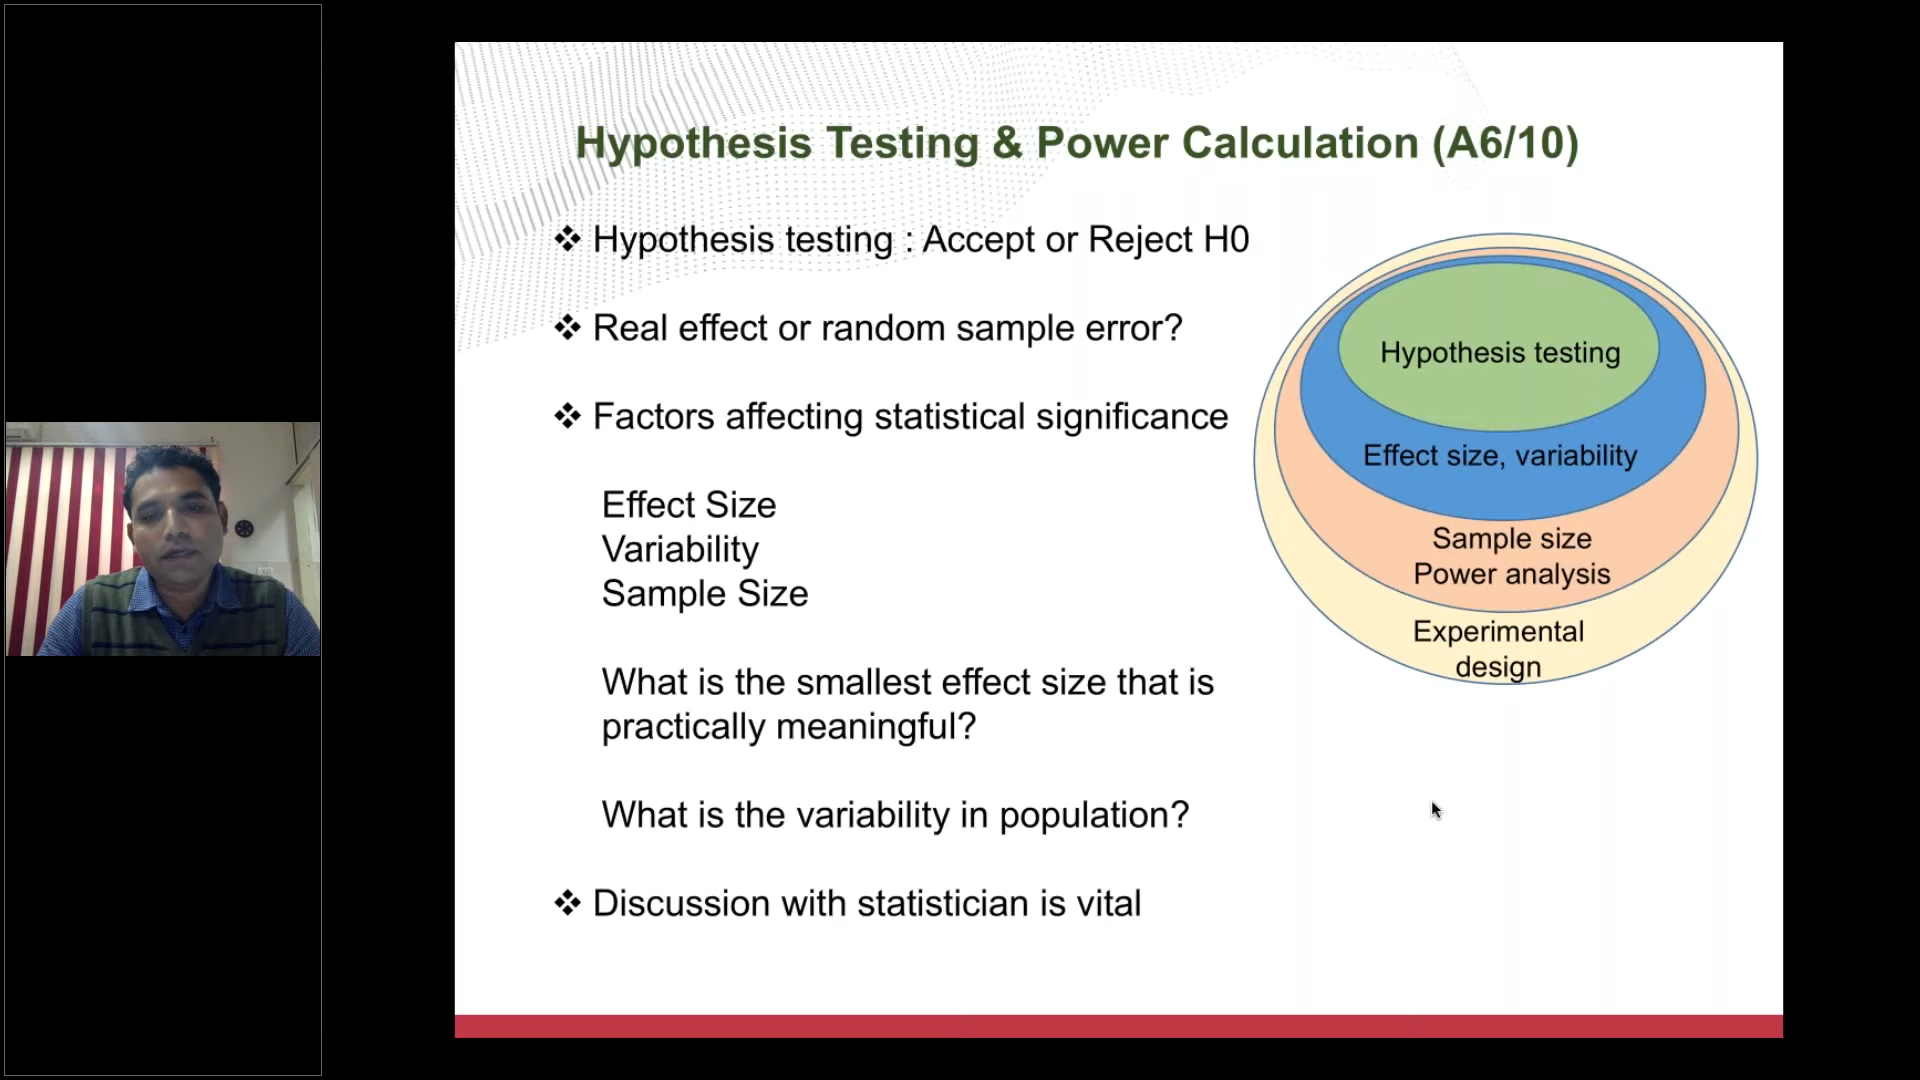 Hypothesis Testing & Power Calculation (A6/10)
❖ Hypothesis testing : Accept or Reject H0
❖ Real effect or random sample error?
❖ Factors affecting statistical significance
Effect Size
Variability
Sample Size
What is the smallest effect size that is
practically meaningful?
What is the variability in population?
❖ Discussion with statistician is vital
Hypothesis testing
Effect size, variability
Sample size
Power analysis
Experimental
design